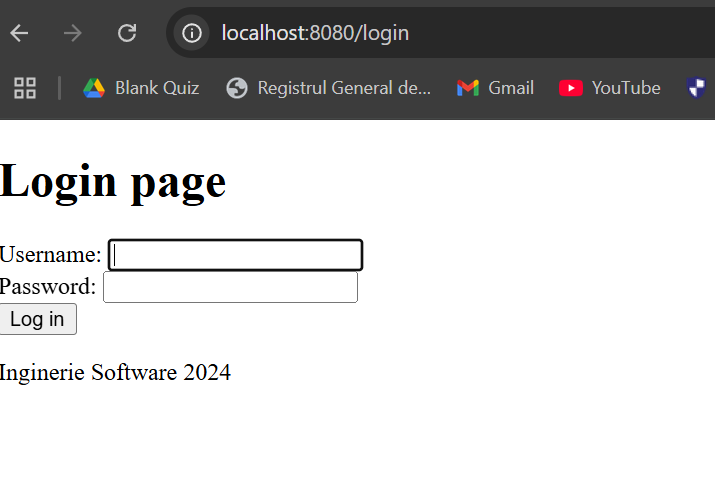 localhost:8080/login
Blank Quiz Registrul General de... Gmail YouTube
Login page
Username:
Password:
Log in
Inginerie Software 2024